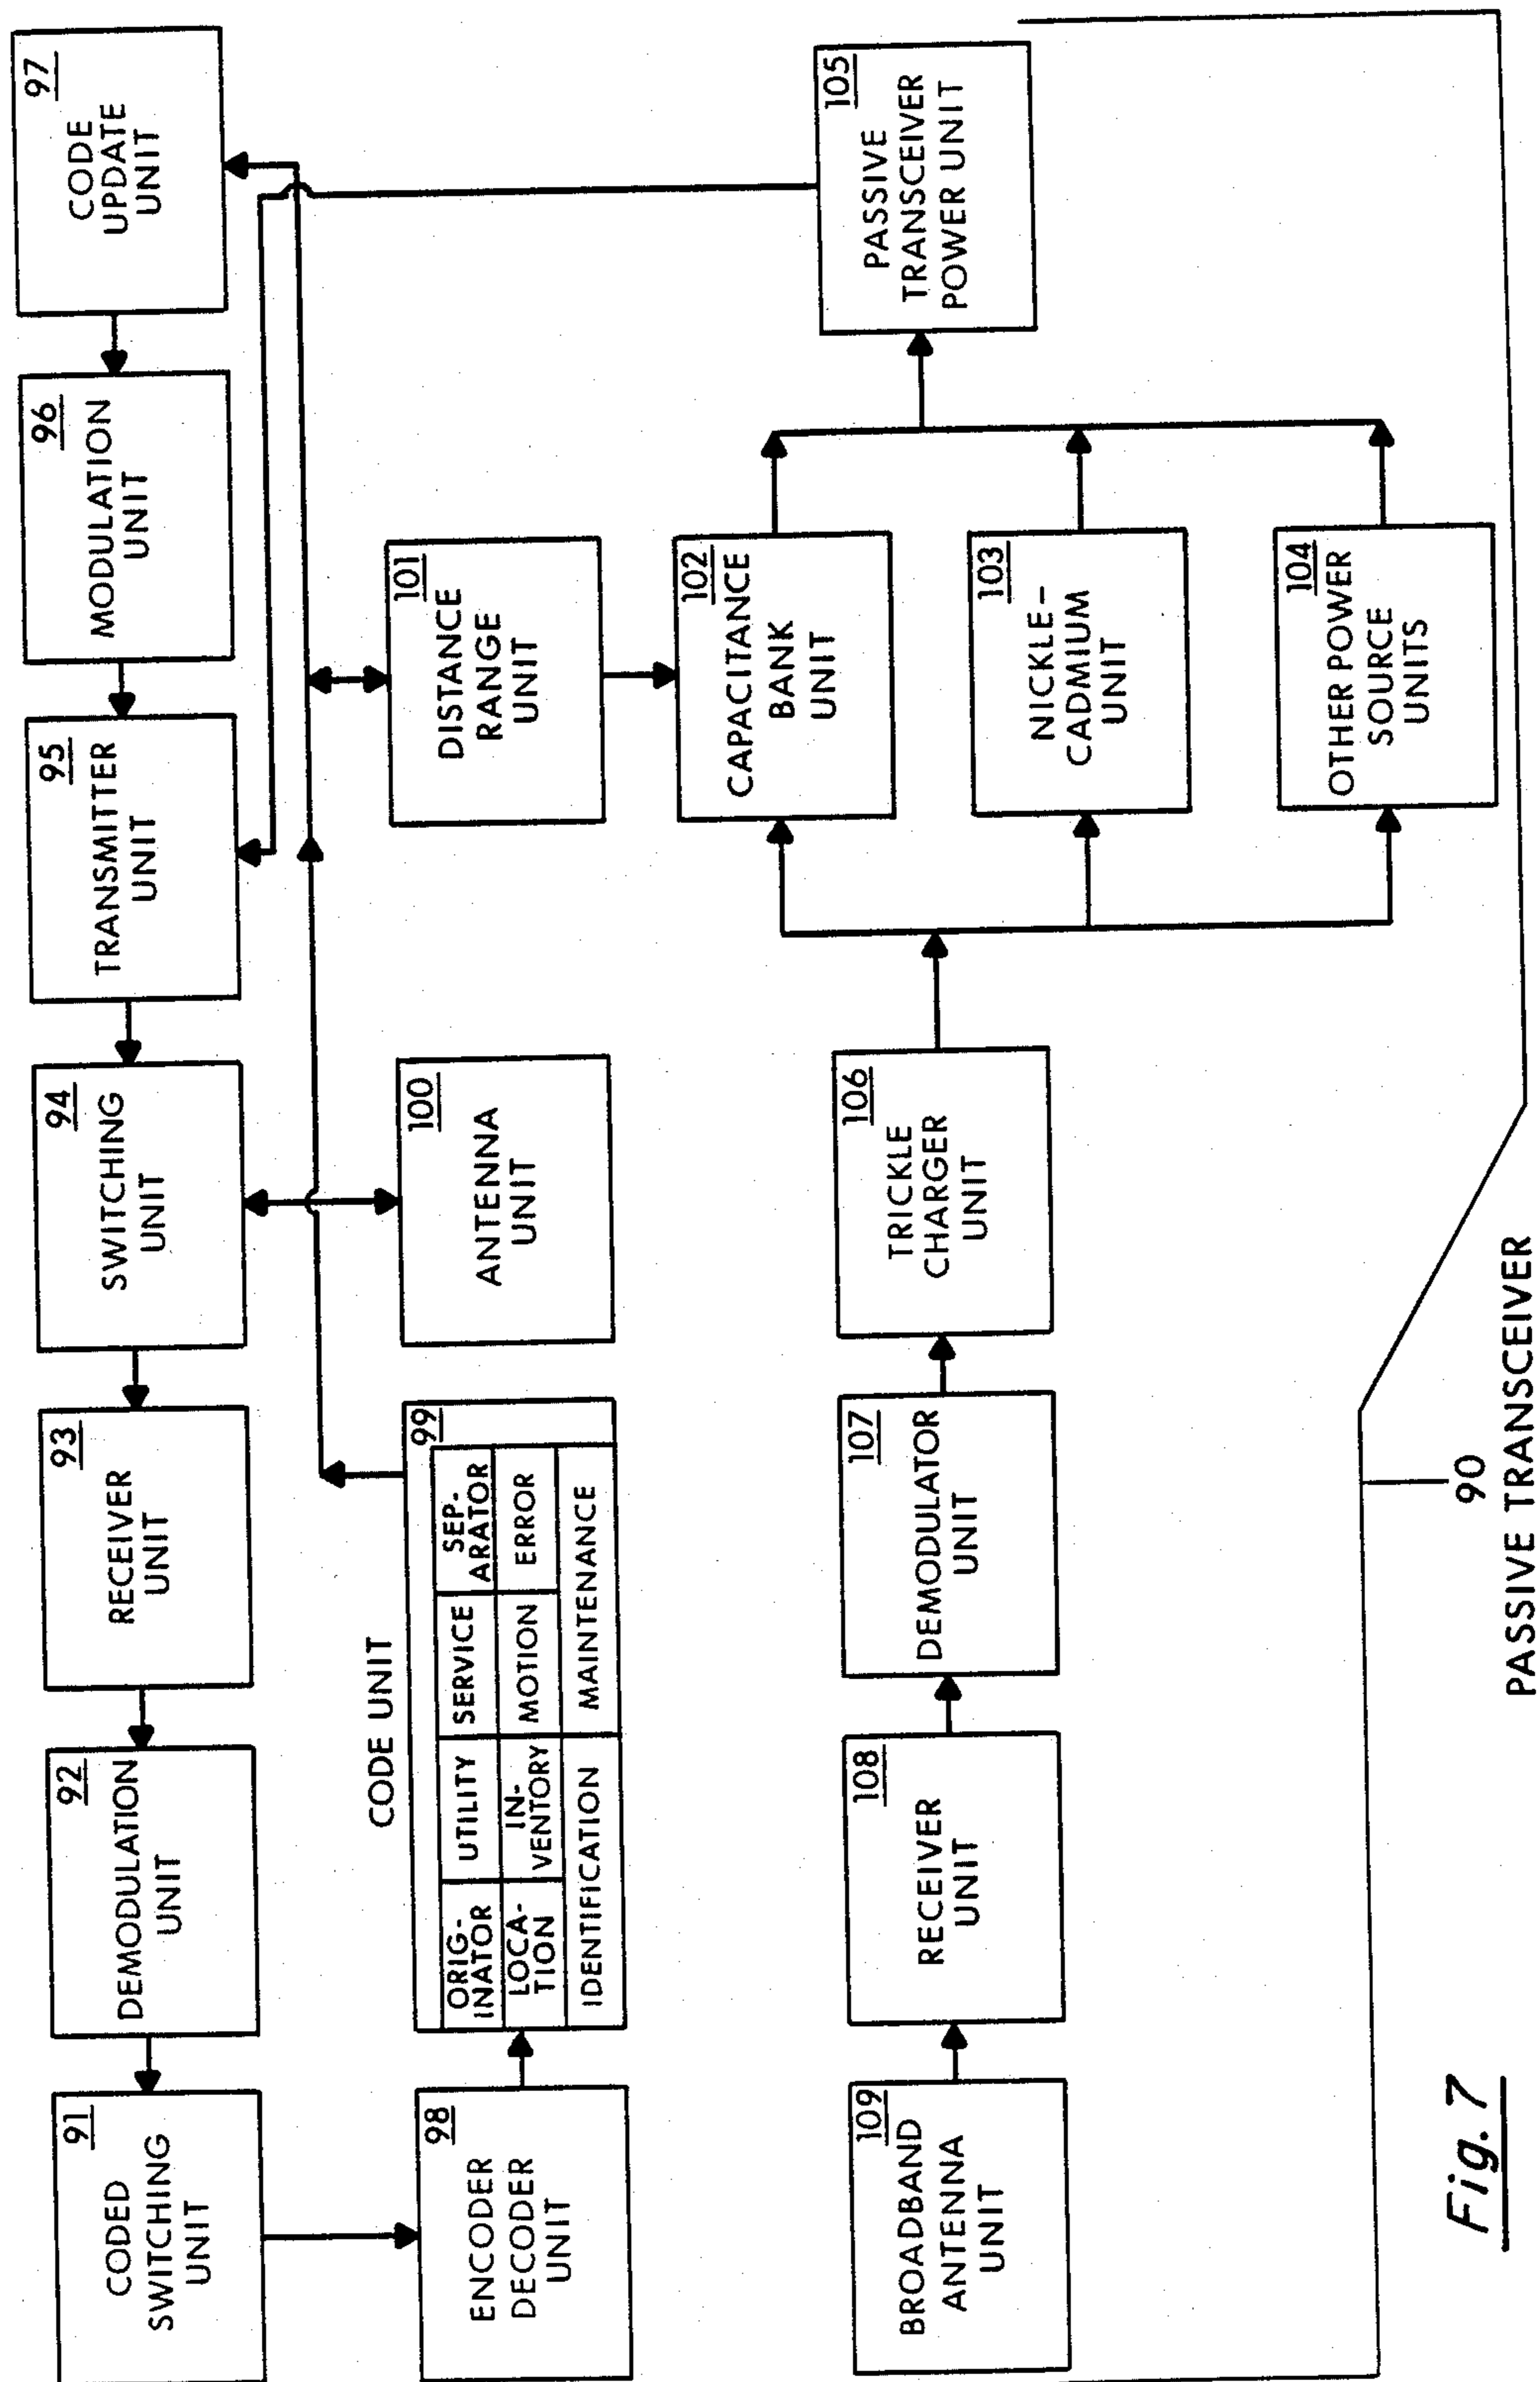 91
CODED
SWITCHING
UNIT
92
DEMODULATION
UNIT
93
RECEIVER
UNIT
94
SWITCHING
UNIT
95
TRANSMITTER
UNIT
96
MODULATION
UNIT
97
CODE
UPDATE
UNIT
98
ENCODER
DECODER
UNIT
CODE UNIT
99
ORIG-
INATOR
UTILITY
SERVICE
SEP-
ARATOR
LOCA-
TION
IN-
VENTORY
MOTION
ERROR
IDENTIFICATION
MAINTENANCE
100
ANTENNA
UNIT
101
DISTANCE
RANGE
UNIT
102
CAPACITANCE
BANK
UNIT
103
NICKLE-
CADMIUM
UNIT
104
OTHER POWER
SOURCE
UNITS
105
PASSIVE
TRANSCEIVER
POWER UNIT
109
BROADBAND
ANTENNA
UNIT
108
RECEIVER
UNIT
107
DEMODULATOR
UNIT
106
TRICKLE
CHARGER
UNIT
90
PASSIVE TRANSCEIVER
Fig. 7